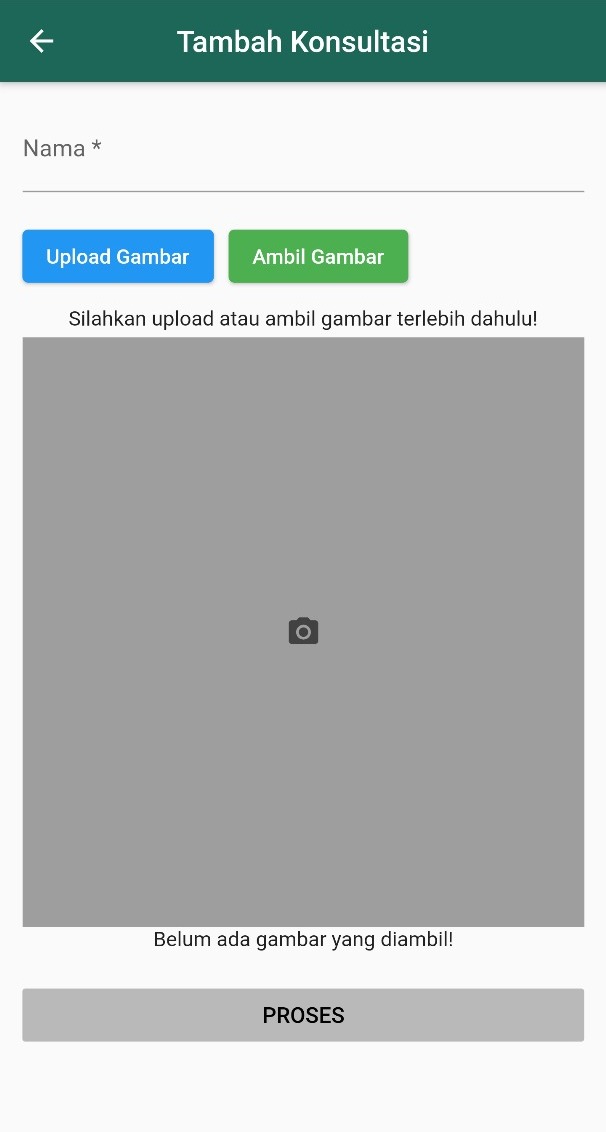 Tambah Konsultasi
Nama *
Upload Gambar
Ambil Gambar
Silahkan upload atau ambil gambar terlebih dahulu!
Belum ada gambar yang diambil!
PROSES